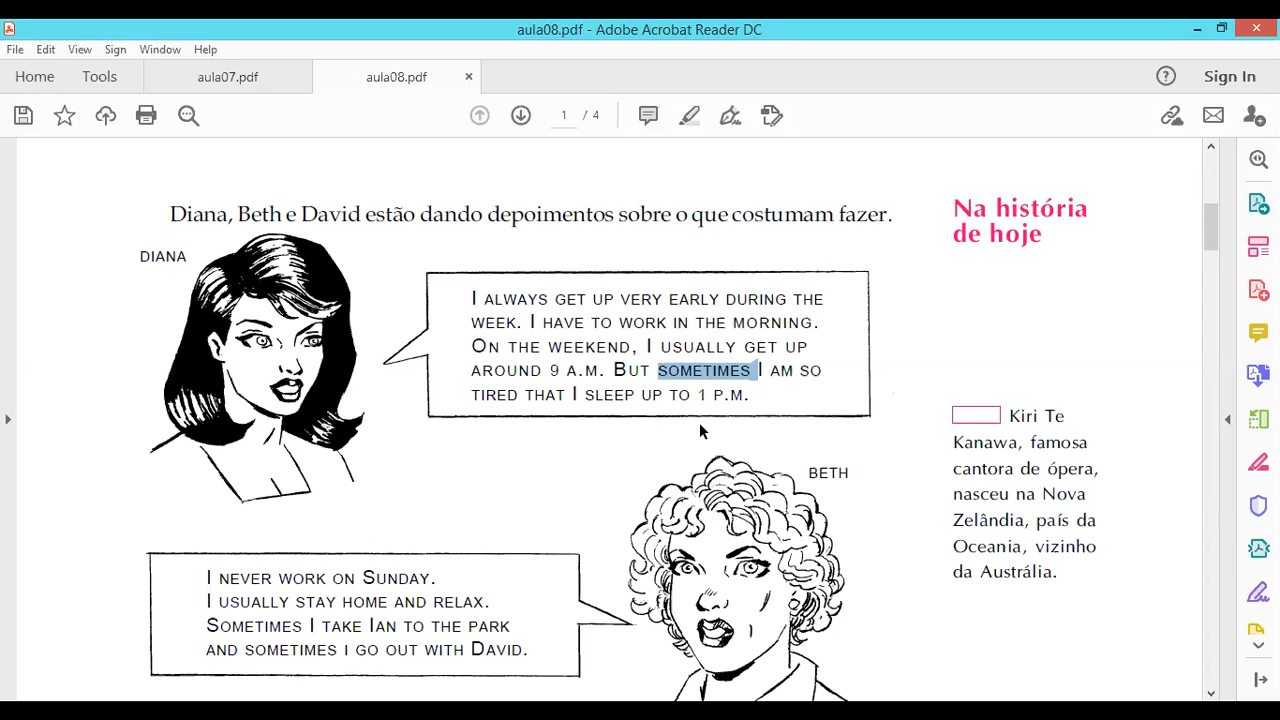 aula08.pdf - Adobe Acrobat Reader DC
File Edit View Sign Window Help
Home Tools aula07.pdf aula08.pdf × Sign In
1 / 4
Diana, Beth e David estão dando depoimentos sobre o que costumam fazer.
Na história
de hoje
DIANA
I ALWAYS GET UP VERY EARLY DURING THE
WEEK. I HAVE TO WORK IN THE MORNING.
ON THE WEEKEND, I USUALLY GET UP
AROUND 9 A.M. BUT SOMETIMES I AM SO
TIRED THAT I SLEEP UP TO 1 P.M.
BETH
I NEVER WORK ON SUNDAY.
I USUALLY STAY HOME AND RELAX.
SOMETIMES I TAKE IAN TO THE PARK
AND SOMETIMES I GO OUT WITH DAVID.
Kiri Te
Kanawa, famosa
cantora de ópera,
nasceu na Nova
Zelândia, país da
Oceania, vizinho
da Austrália.